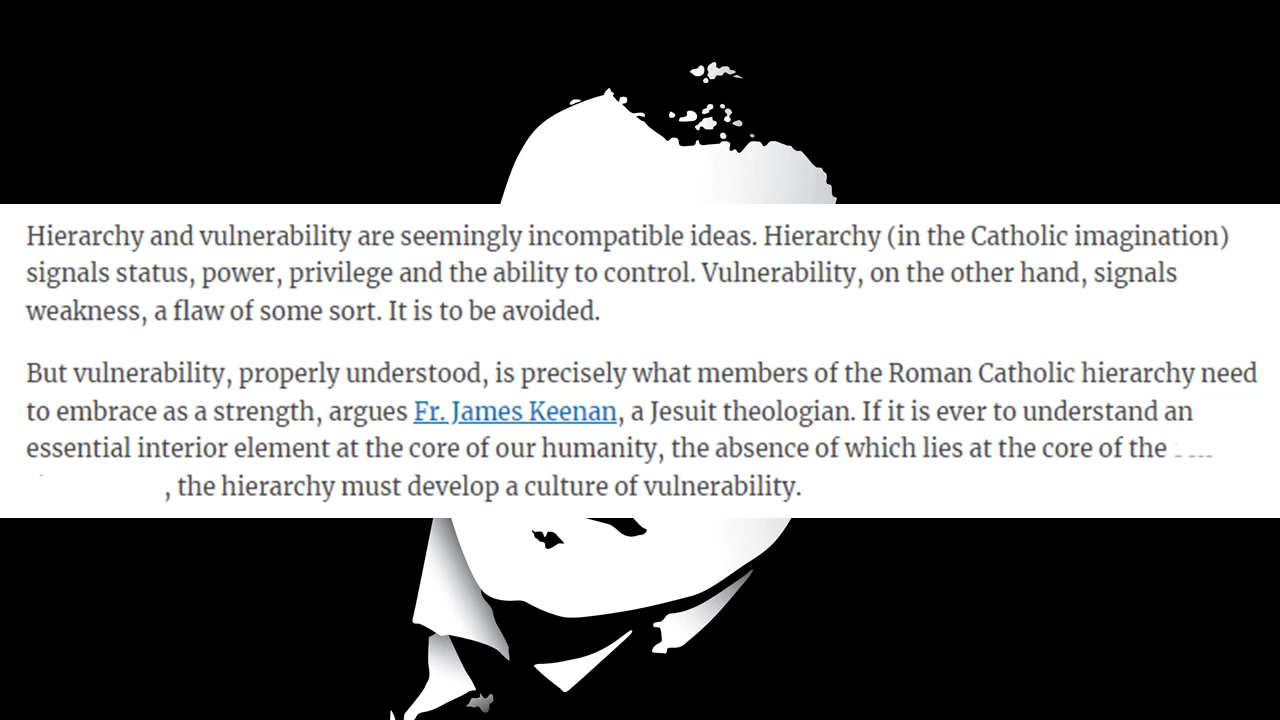 Hierarchy and vulnerability are seemingly incompatible ideas. Hierarchy (in the Catholic imagination)
signals status, power, privilege and the ability to control. Vulnerability, on the other hand, signals
weakness, a flaw of some sort. It is to be avoided.
But vulnerability, properly understood, is precisely what members of the Roman Catholic hierarchy need
to embrace as a strength, argues Fr. James Keenan, a Jesuit theologian. If it is ever to understand an
essential interior element at the core of our humanity, the absence of which lies at the core of the
, the hierarchy must develop a culture of vulnerability.